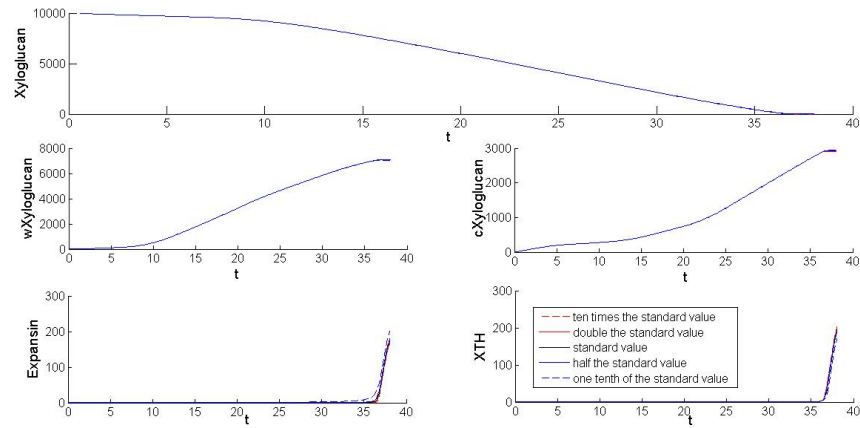 Xyloglucan
10000
5000
0
0 5 10 15 20 25 30 35 40
t
wXyloglucan
8000
6000
4000
2000
0
0 5 10 15 20 25 30 35 40
t
cXyloglucan
3000
2000
1000
0
0 5 10 15 20 25 30 35 40
t
Expansin
300
200
100
0
0 5 10 15 20 25 30 35 40
t
XTH
300
200
100
0
ten times the standard value
double the standard value
standard value
half the standard value
one tenth of the standard value
0 5 10 15 20 25 30 35 40
t